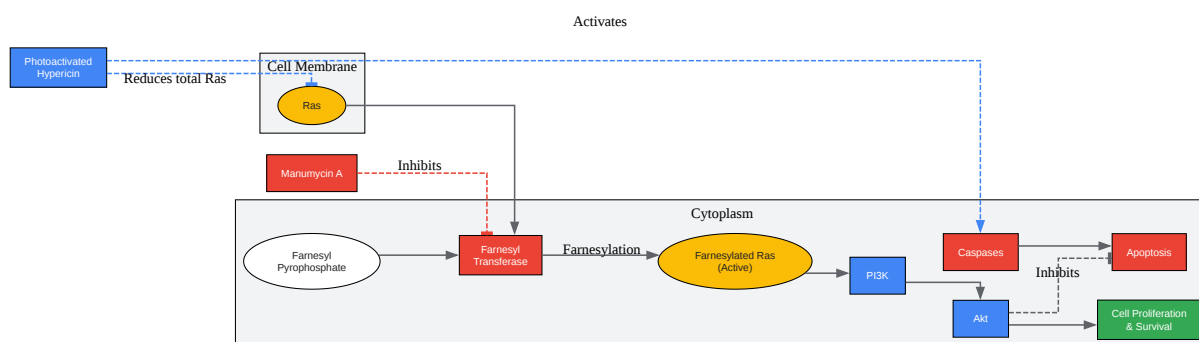 Activates
Photoactivated
Hypericin
Reduces total Ras
Cell Membrane
Ras
Manumycin A
Inhibits
Cytoplasm
Farnesyl
Pyrophosphate
Farnesyl
Transferase
Farnesylation
Farnesylated Ras
(Active)
PI3K
Caspases
Apoptosis
Inhibits
Akt
Cell Proliferation
& Survival